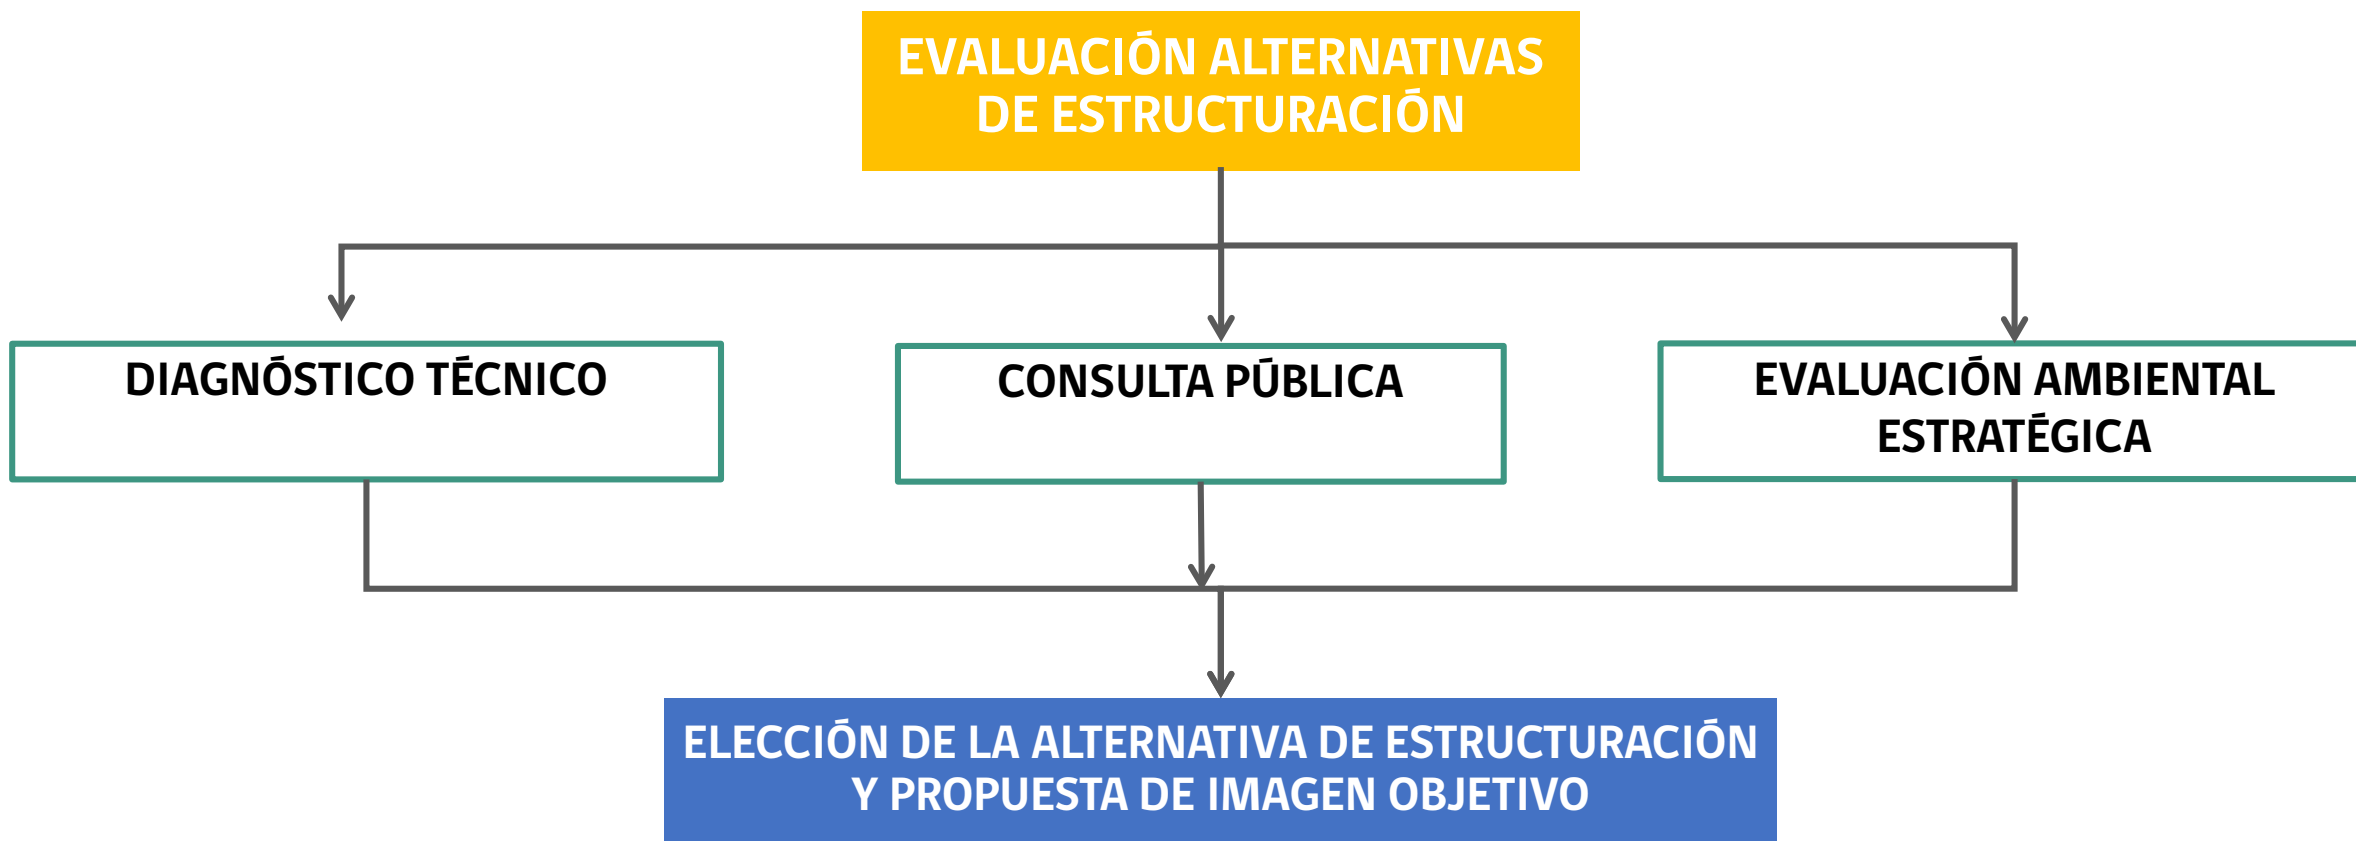 EVALUACIÓN ALTERNATIVAS
DE ESTRUCTURACIÓN
DIAGNÓSTICO TÉCNICO
CONSULTA PÚBLICA
EVALUACIÓN AMBIENTAL
ESTRATÉGICA
ELECCIÓN DE LA ALTERNATIVA DE ESTRUCTURACIÓN
Y PROPUESTA DE IMAGEN OBJETIVO